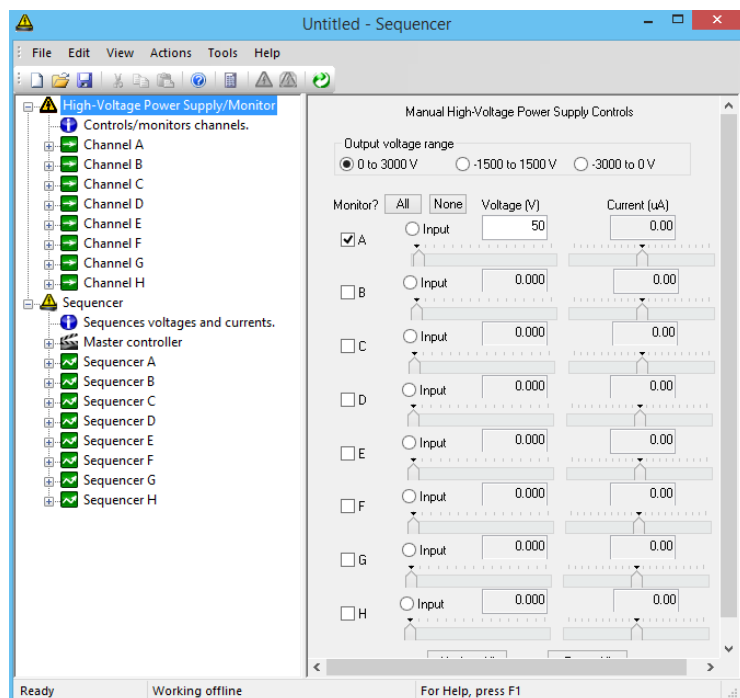 Untitled - Sequencer
File Edit View Actions Tools Help
High-Voltage Power Supply/Monitor
Controls/monitors channels.
Channel A
Channel B
Channel C
Channel D
Channel E
Channel F
Channel G
Channel H
Sequencer
Sequences voltages and currents.
Master controller
Sequencer A
Sequencer B
Sequencer C
Sequencer D
Sequencer E
Sequencer F
Sequencer G
Sequencer H
Manual High-Voltage Power Supply Controls
Output voltage range
0 to 3000 V -1500 to 1500 V -3000 to 0 V
Monitor? All None Voltage (V) Current (uA)
A Input 50 0.00
B Input 0.000 0.00
C Input 0.000 0.00
D Input 0.000 0.00
E Input 0.000 0.00
F Input 0.000 0.00
G Input 0.000 0.00
H Input 0.000 0.00
Ready Working offline For Help, press F1